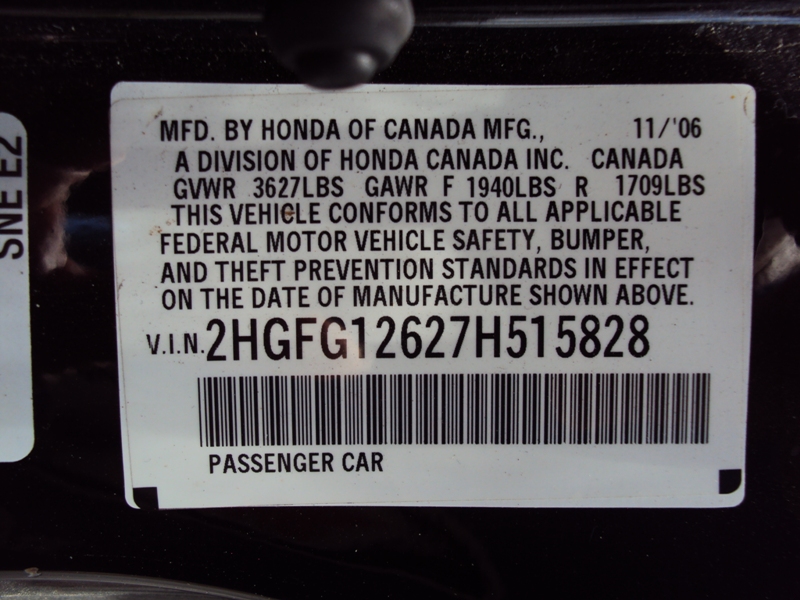 MFD. BY HONDA OF CANADA MFG., 11/'06
A DIVISION OF HONDA CANADA INC. CANADA
GVWR 3627LBS GAWR F 1940LBS R 1709LBS
THIS VEHICLE CONFORMS TO ALL APPLICABLE
FEDERAL MOTOR VEHICLE SAFETY, BUMPER,
AND THEFT PREVENTION STANDARDS IN EFFECT
ON THE DATE OF MANUFACTURE SHOWN ABOVE.
V.I.N. 2HGFG12627H515828
PASSENGER CAR
SNE E2